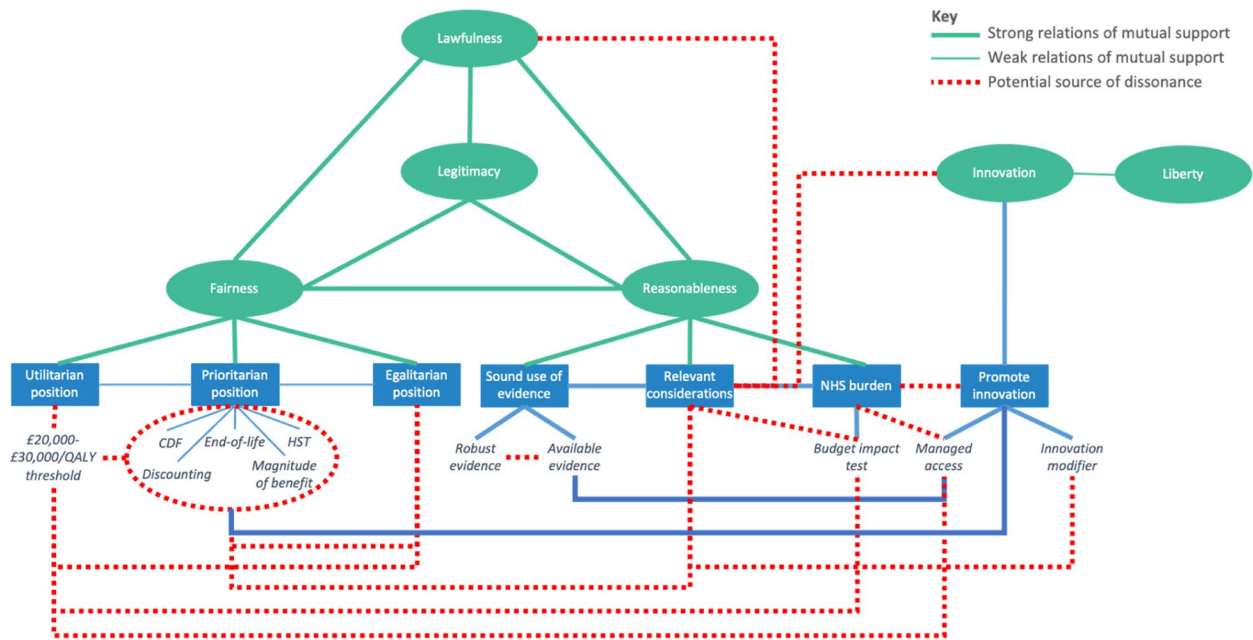 Key
Strong relations of mutual support
Weak relations of mutual support
Potential source of dissonance
Lawfulness
Legitimacy
Innovation
Liberty
Fairness
Reasonableness
Utilitarian
position
Prioritarian
position
Egalitarian
position
Sound use of
evidence
Relevant
considerations
NHS burden
Promote
innovation
£20,000-
£30,000/QALY
threshold
CDF
End-of-life
HST
Discounting
Magnitude
of benefit
Robust
evidence
Available
evidence
Budget impact
test
Managed
access
Innovation
modifier